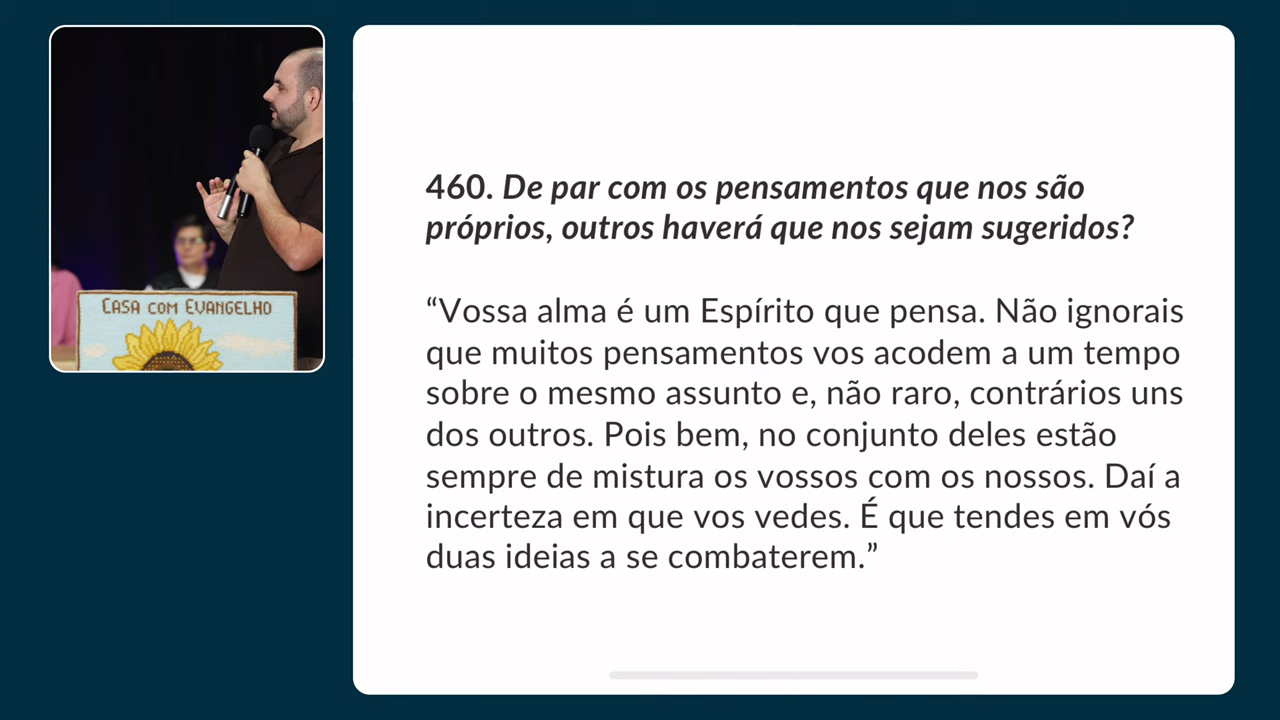 CASA COM EVANGELHO
460. De par com os pensamentos que nos são
próprios, outros haverá que nos sejam sugeridos?
“Vossa alma é um Espírito que pensa. Não ignorais
que muitos pensamentos vos acodem a um tempo
sobre o mesmo assunto e, não raro, contrários uns
dos outros. Pois bem, no conjunto deles estão
sempre de mistura os vossos com os nossos. Daí a
incerteza em que vos vedes. É que tendes em vós
duas ideias a se combaterem.”